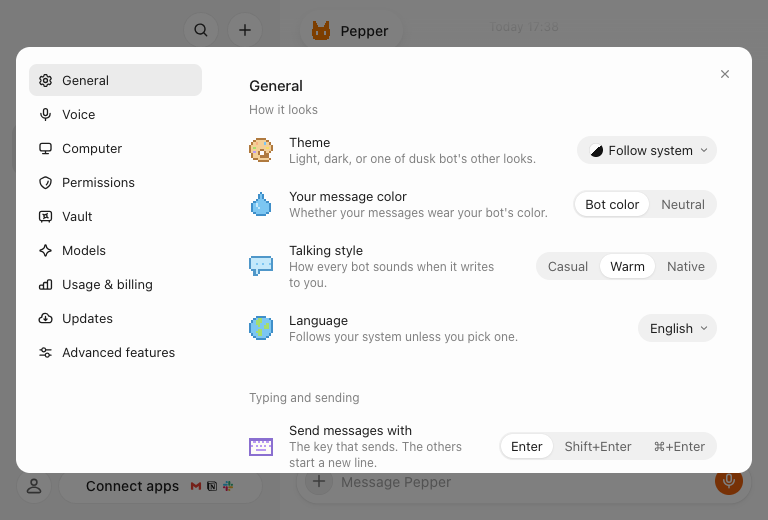 Pepper
Today 17:38
General
Voice
Computer
Permissions
Vault
Models
Usage & billing
Updates
Advanced features
General
How it looks
Theme
Light, dark, or one of dusk bot's other looks.
Follow system
Your message color
Whether your messages wear your bot's color.
Bot color
Neutral
Talking style
How every bot sounds when it writes
to you.
Casual
Warm
Native
Language
Follows your system unless you pick one.
English
Typing and sending
Send messages with
The key that sends. The others
start a new line.
Enter
Shift+Enter
⌘+Enter
Connect apps
Message Pepper